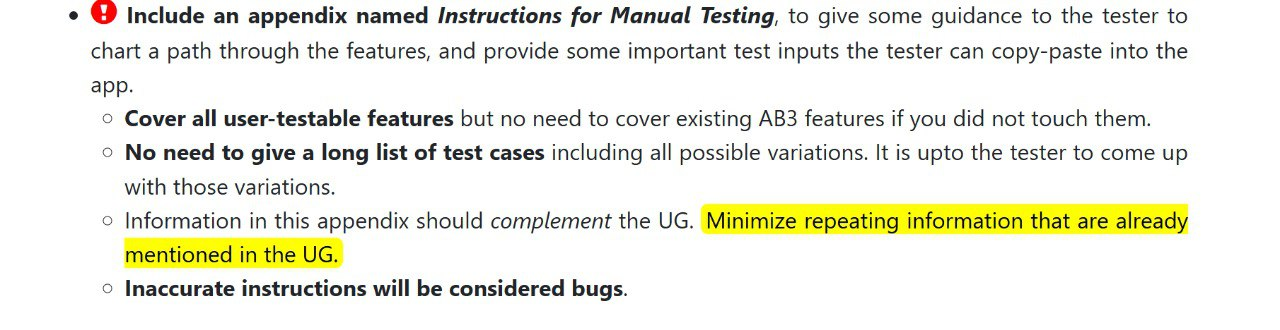 • ! Include an appendix named Instructions for Manual Testing, to give some guidance to the tester to
chart a path through the features, and provide some important test inputs the tester can copy-paste into the
app.
○ Cover all user-testable features but no need to cover existing AB3 features if you did not touch them.
○ No need to give a long list of test cases including all possible variations. It is upto the tester to come up
with those variations.
○ Information in this appendix should complement the UG. Minimize repeating information that are already
mentioned in the UG.
○ Inaccurate instructions will be considered bugs.